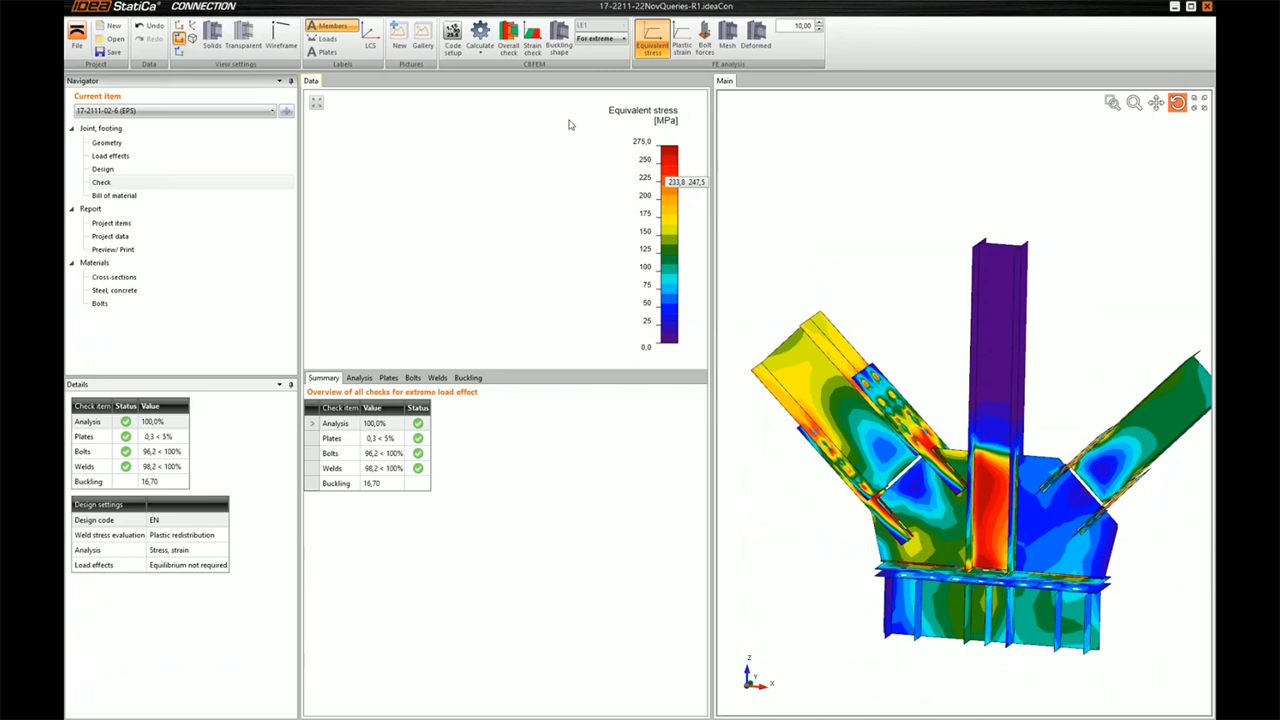 IDEA StatiCa® CONNECTION
17-2211-22NovQueries-R1.ideaCon
File
New
Open
Save
Project
Undo
Redo
Data
Solids
Transparent
Wireframe
View settings
Members
Loads
Plates
LCS
Labels
New
Gallery
Pictures
Code setup
Calculate
Overall check
Strain check
Buckling shape
LE1
For extreme
CBFEM
Equivalent stress
Plastic strain
Bolt forces
Mesh
Deformed
10,00
FE analysis
Navigator
Current item
17-2111-02-6 (EPS)
Joint, footing
Geometry
Load effects
Design
Check
Bill of material
Report
Project items
Project data
Preview/ Print
Materials
Cross-sections
Steel, concrete
Bolts
Details
Check item Status Value
Analysis 100,0%
Plates 0,3 < 5%
Bolts 96,2 < 100%
Welds 98,2 < 100%
Buckling 16,70
Design settings
Design code EN
Weld stress evaluation Plastic redistribution
Analysis Stress, strain
Load effects Equilibrium not required
Data
Equivalent stress
[MPa]
275,0
250
225
233,8 247,5
200
175
150
125
100
75
50
25
0,0
Summary Analysis Plates Bolts Welds Buckling
Overview of all checks for extreme load effect
Check item Value Status
> Analysis 100,0%
Plates 0,3 < 5%
Bolts 96,2 < 100%
Welds 98,2 < 100%
Buckling 16,70
Main
Z
Y
X